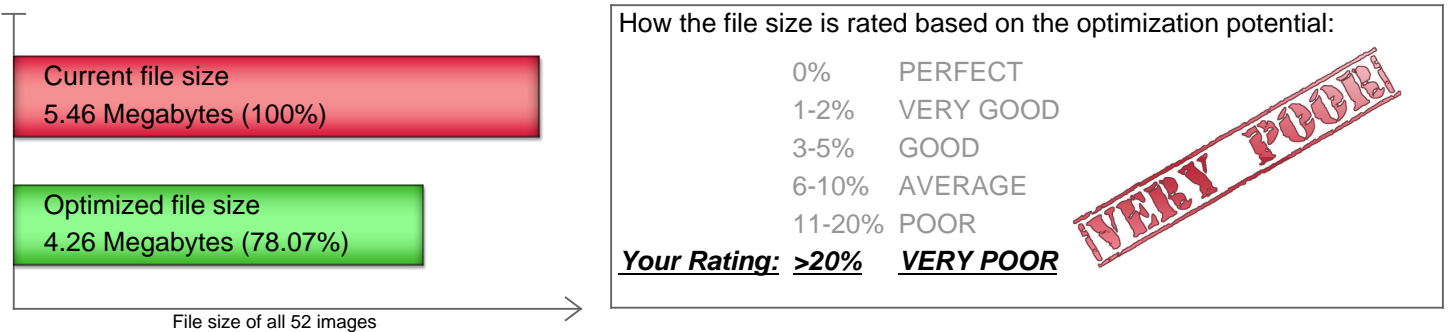 Current file size
5.46 Megabytes (100%)
Optimized file size
4.26 Megabytes (78.07%)
File size of all 52 images
How the file size is rated based on the optimization potential:
0% PERFECT
1-2% VERY GOOD
3-5% GOOD
6-10% AVERAGE
11-20% POOR
Your Rating: >20% VERY POOR
VERY POOR